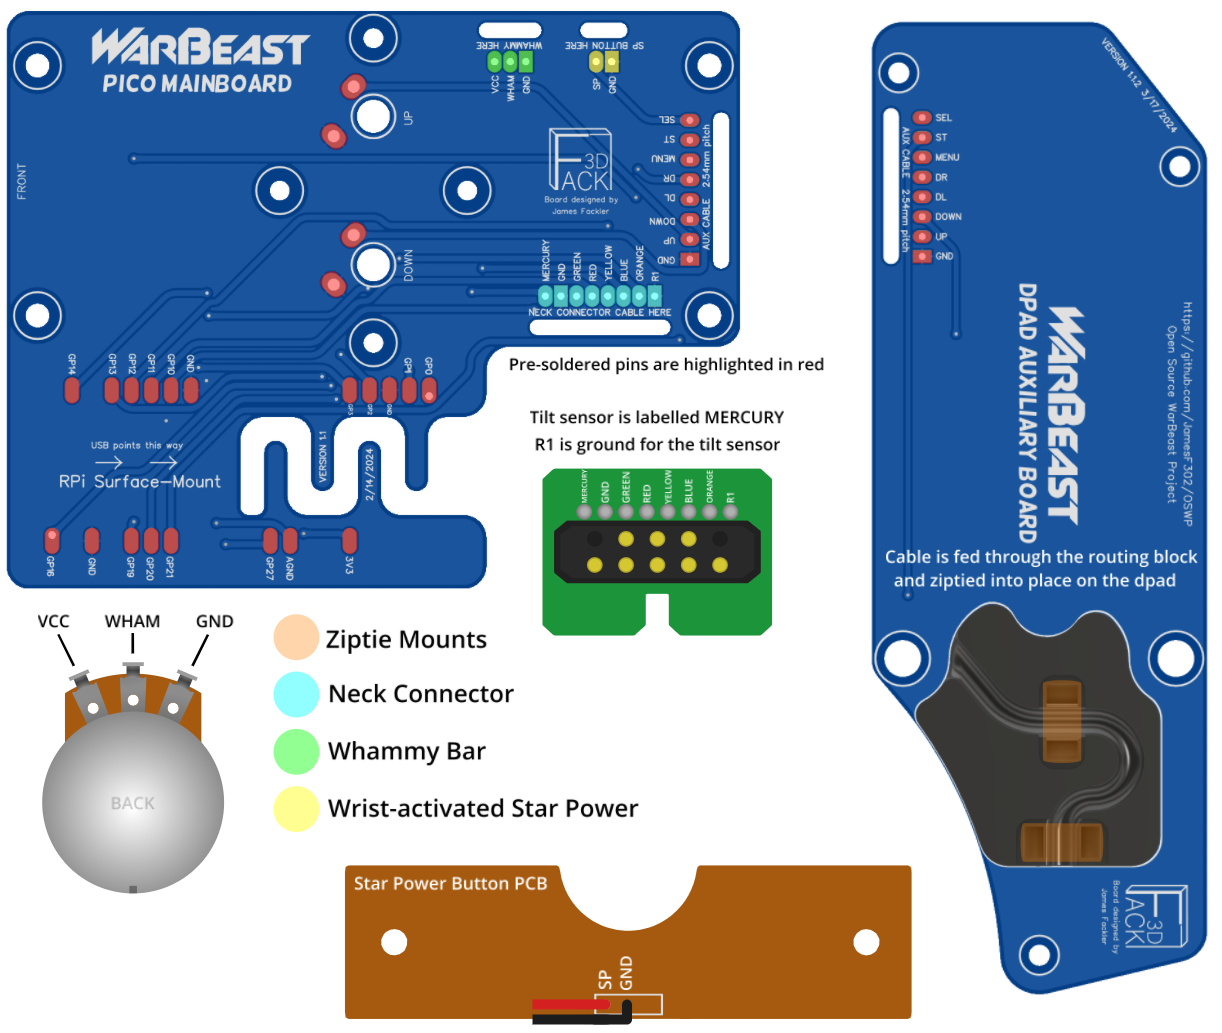 WARBEAST
PICO MAINBOARD
FRONT
UP
DOWN
WHAMMY HERE
VCC
WHAM
GND
SP BUTTON HERE
SP
GND
SEL
ST
MENU
DR
DL
DOWN
UP
GND
AUX CABLE 2.54mm pitch
F3D
ACK
Board designed by
James Fackler
MERCURY
GND
GREEN
RED
YELLOW
BLUE
ORANGE
R1
NECK CONNECTOR CABLE HERE
GP14
GP13
GP12
GP11
GP10
GND
GP3
GP2
GND
GP1
GP0
USB points this way
RPi Surface-Mount
VERSION 1.1
2/14/2024
GP16
GND
GP19
GP20
GP21
GP27
AGND
3V3
Pre-soldered pins are highlighted in red
Tilt sensor is labelled MERCURY
R1 is ground for the tilt sensor
MERCURY
GND
GREEN
RED
YELLOW
BLUE
ORANGE
R1
VCC
WHAM
GND
BACK
Ziptie Mounts
Neck Connector
Whammy Bar
Wrist-activated Star Power
Star Power Button PCB
SP
GND
VERSION 1.1.2 3/17/2024
SEL
ST
MENU
DR
DL
DOWN
UP
GND
AUX CABLE 2.54mm pitch
WARBEAST
DPAD AUXILIARY BOARD
https://github.com/JamesF302/OSWP
Open Source WarBeast Project
Cable is fed through the routing block
and ziptied into place on the dpad
F3D
ACK
Board designed by
James Fackler